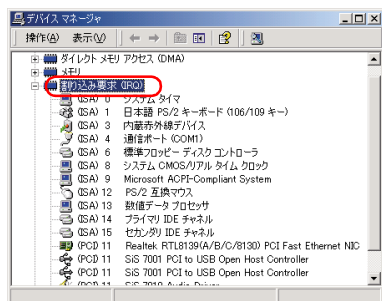 デバイス マネージャ
操作(A) 表示(V)
ダイレクト メモリ アクセス (DMA)
メモリ
割り込み要求 (IRQ)
(ISA) 0 システム タイマ
(ISA) 1 日本語 PS/2 キーボード (106/109 キー)
(ISA) 3 内蔵赤外線デバイス
(ISA) 4 通信ポート (COM1)
(ISA) 6 標準フロッピー ディスク コントローラ
(ISA) 8 システム CMOS/リアル タイム クロック
(ISA) 9 Microsoft ACPI-Compliant System
(ISA) 12 PS/2 互換マウス
(ISA) 13 数値データ プロセッサ
(ISA) 14 プライマリ IDE チャネル
(ISA) 15 セカンダリ IDE チャネル
(PCI) 11 Realtek RTL8139(A/B/C/8130) PCI Fast Ethernet NIC
(PCI) 11 SiS 7001 PCI to USB Open Host Controller
(PCI) 11 SiS 7001 PCI to USB Open Host Controller
(PCI) 11